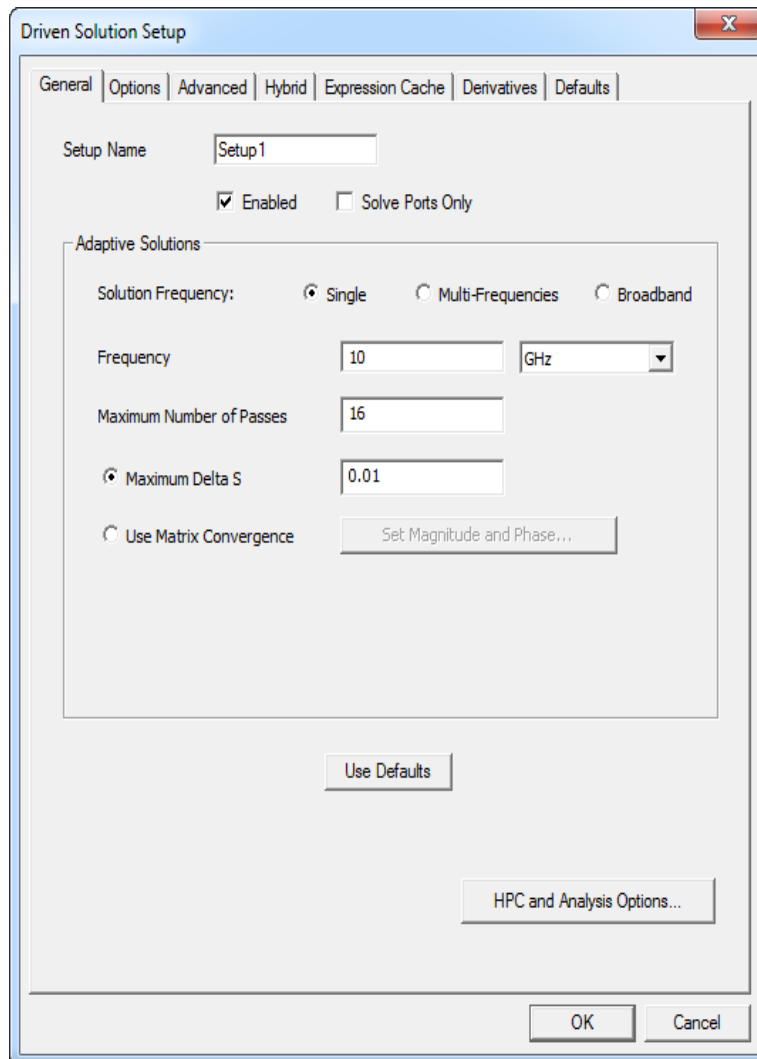 Driven Solution Setup
General Options Advanced Hybrid Expression Cache Derivatives Defaults
Setup Name Setup1
Enabled Solve Ports Only
Adaptive Solutions
Solution Frequency: Single Multi-Frequencies Broadband
Frequency 10 GHz
Maximum Number of Passes 16
Maximum Delta S 0.01
Use Matrix Convergence Set Magnitude and Phase...
Use Defaults
HPC and Analysis Options...
OK Cancel